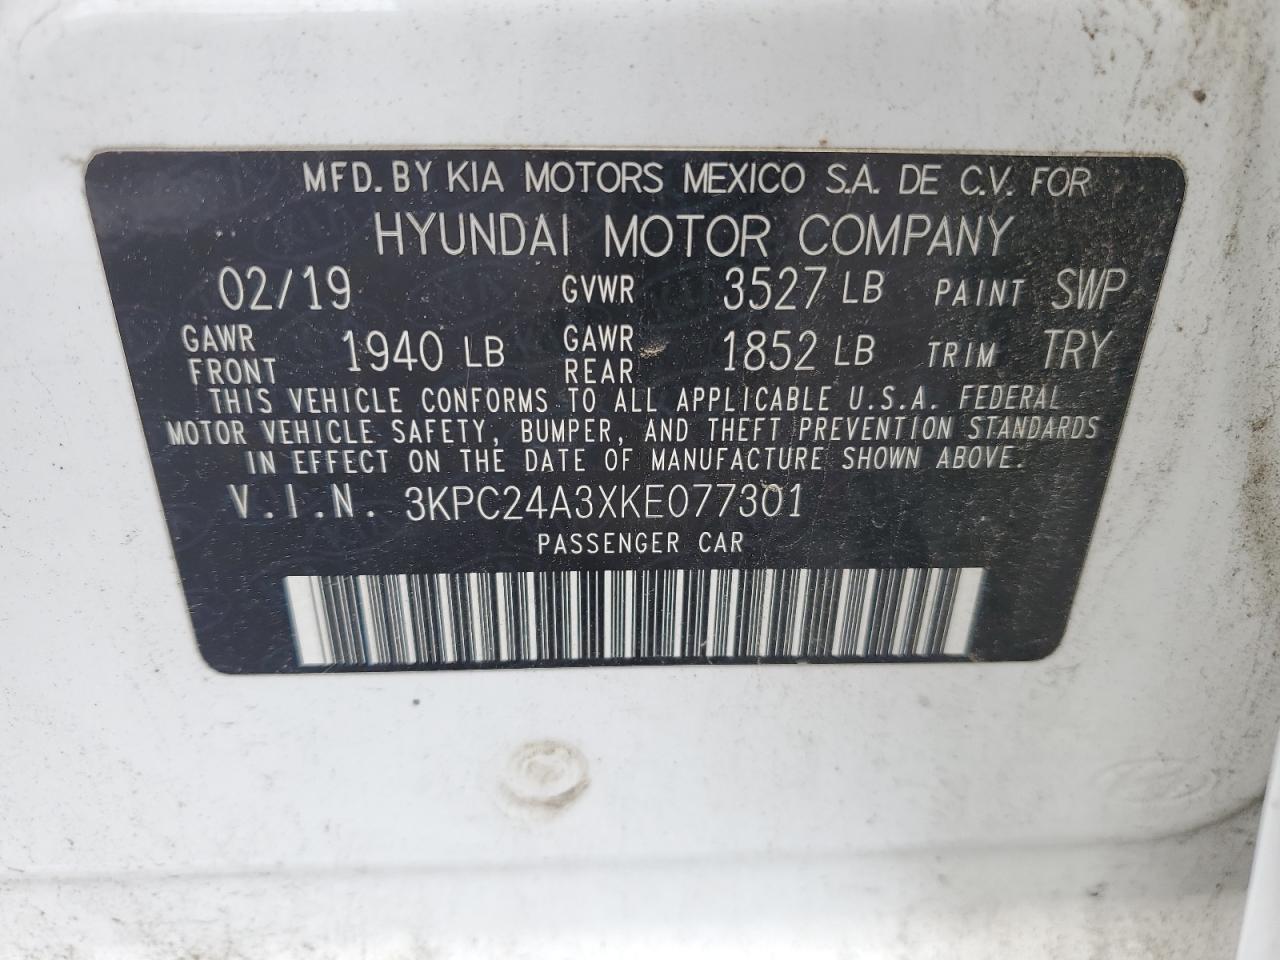 MFD. BY KIA MOTORS MEXICO S.A. DE C.V. FOR
HYUNDAI MOTOR COMPANY
02/19 GVWR 3527 LB PAINT SWP
GAWR FRONT 1940 LB GAWR REAR 1852 LB TRIM TRY
THIS VEHICLE CONFORMS TO ALL APPLICABLE U.S.A. FEDERAL
MOTOR VEHICLE SAFETY, BUMPER, AND THEFT PREVENTION STANDARDS
IN EFFECT ON THE DATE OF MANUFACTURE SHOWN ABOVE.
V.I.N. 3KPC24A3XKE077301
PASSENGER CAR